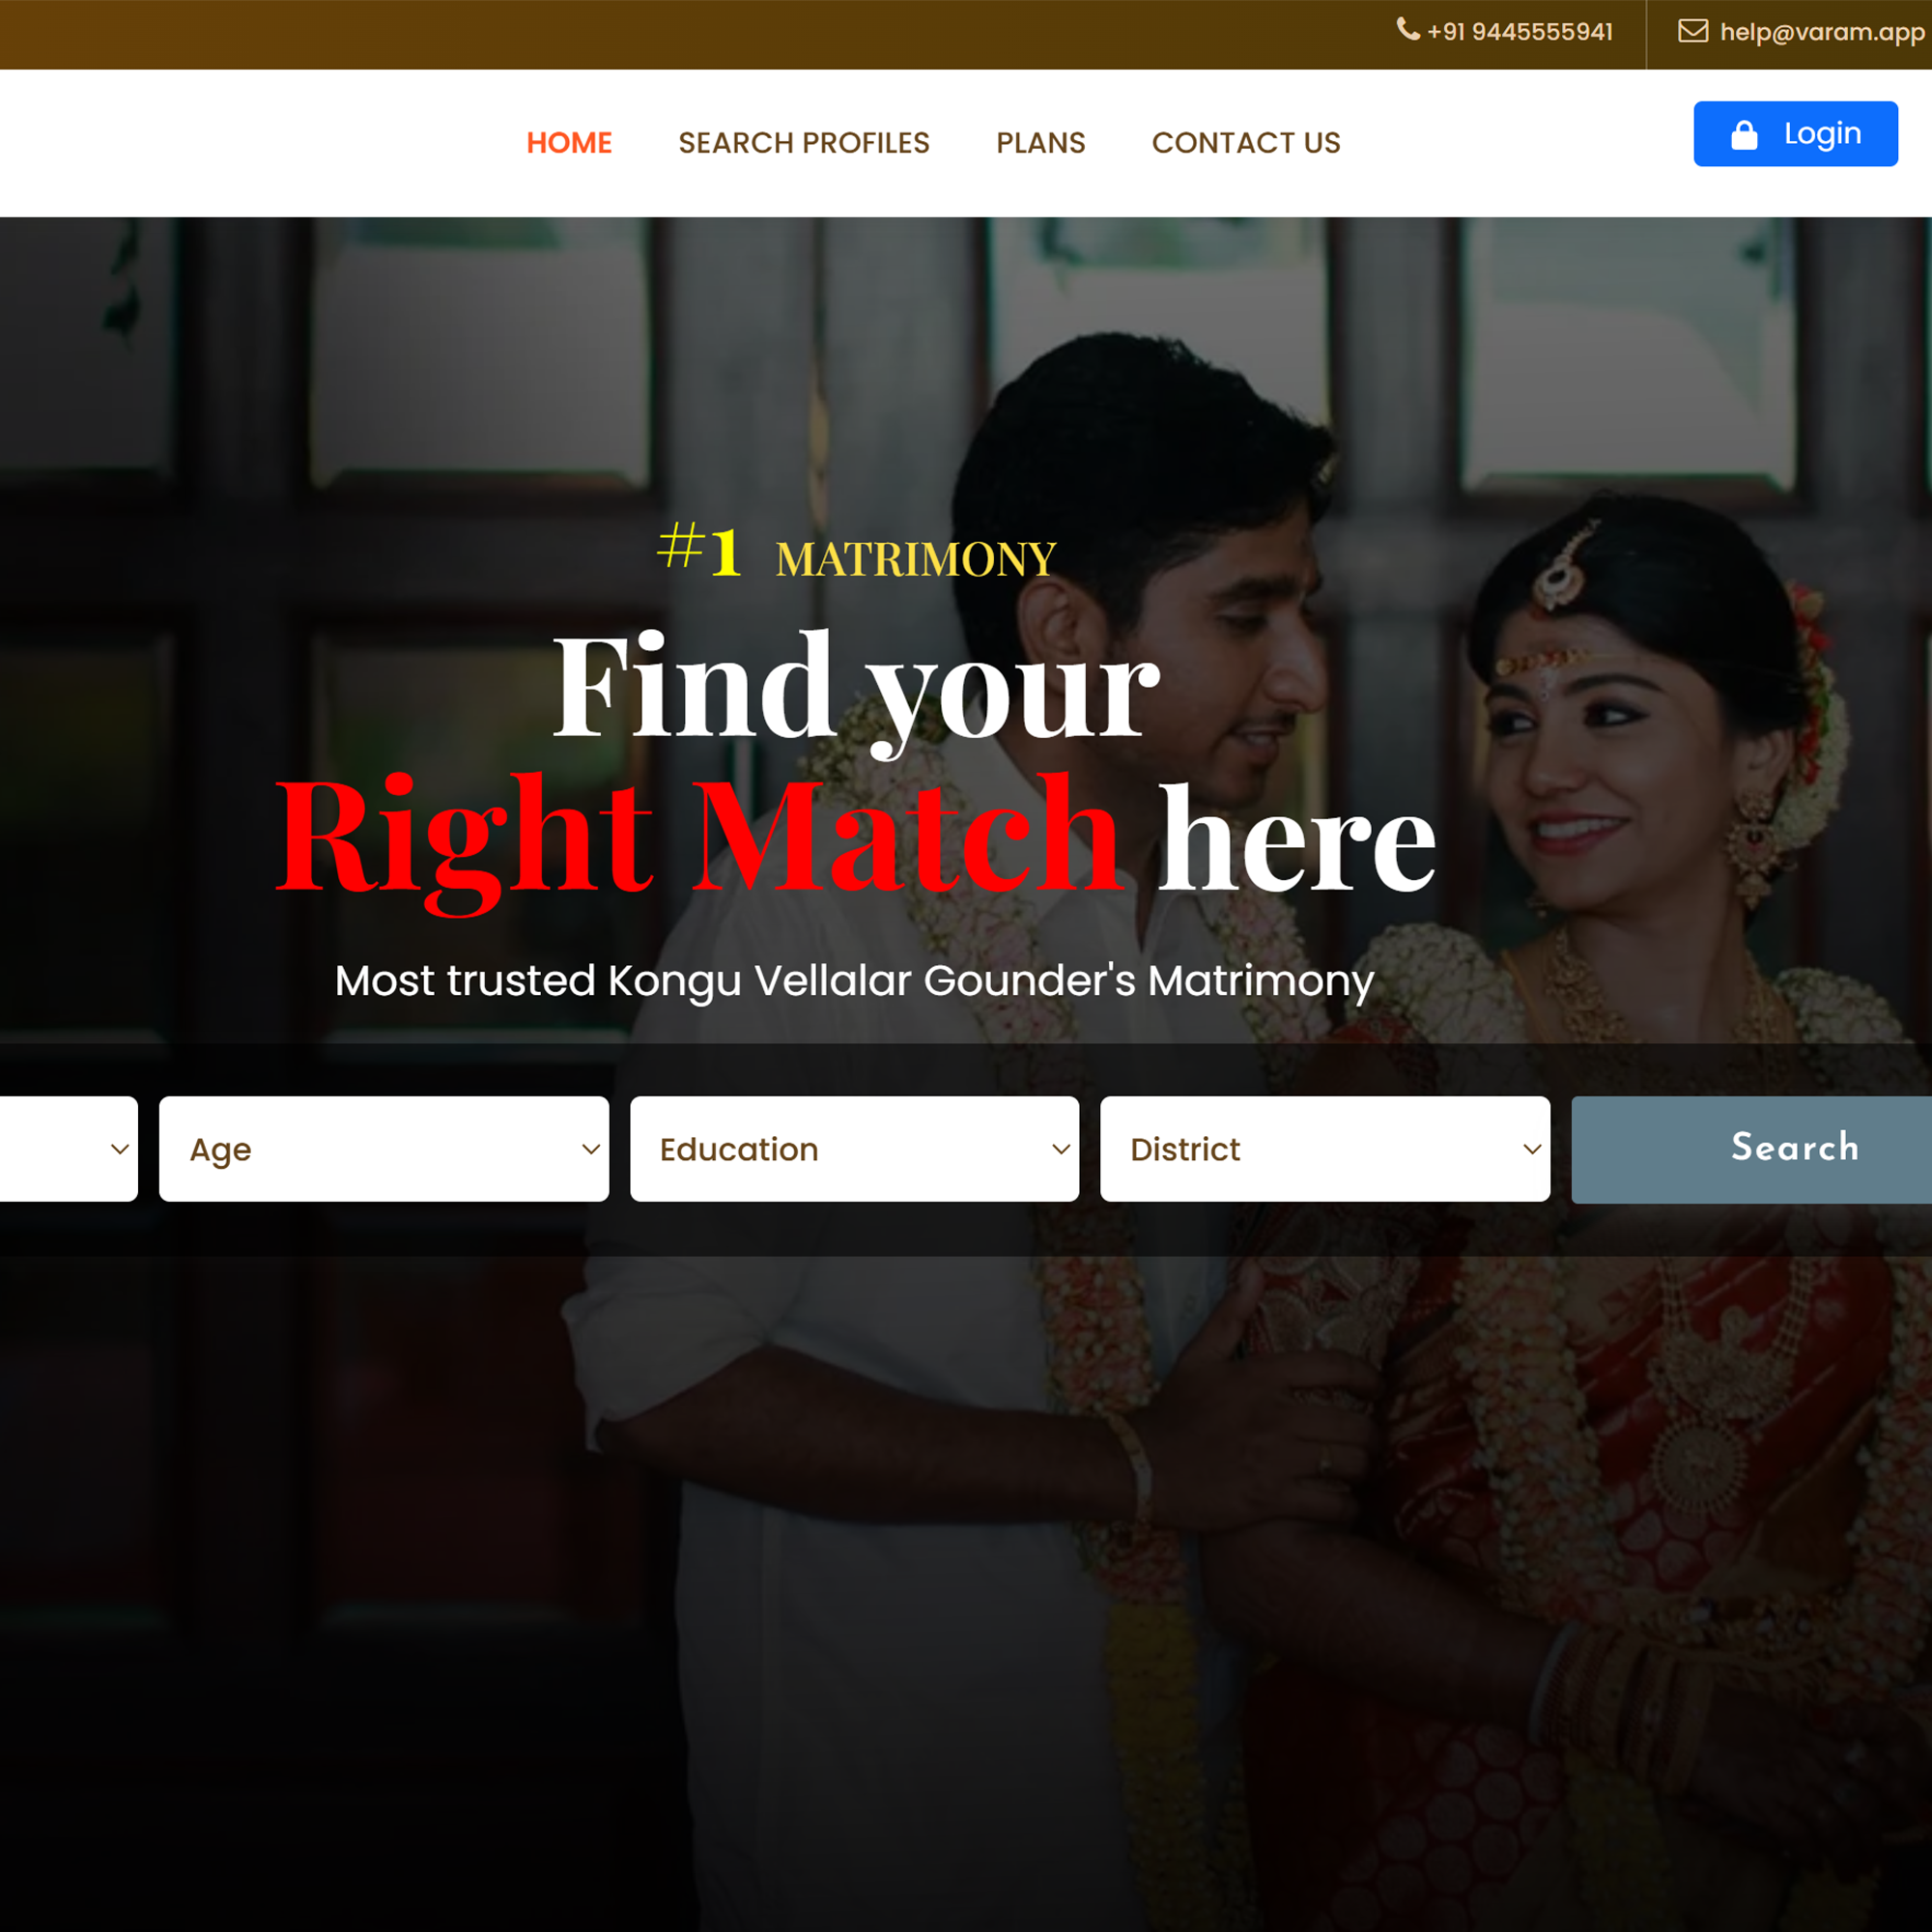 +91 9445555941 help@varam.app
HOME SEARCH PROFILES PLANS CONTACT US Login
#1 MATRIMONY
Find your
Right Match here
Most trusted Kongu Vellalar Gounder's Matrimony
Age Education District Search